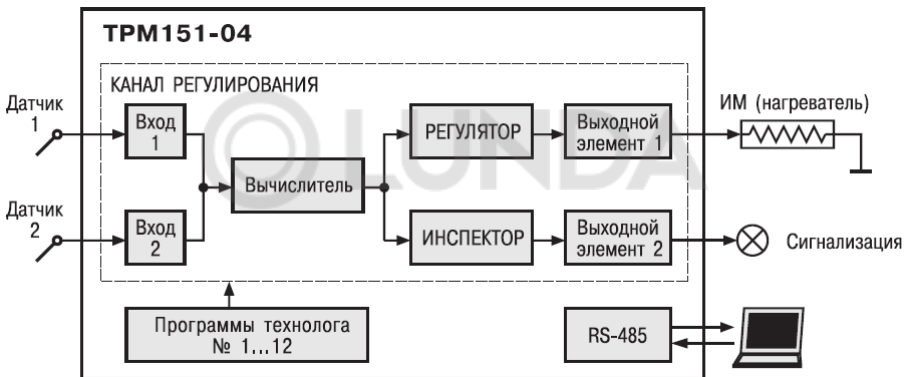 ТРМ151-04
КАНАЛ РЕГУЛИРОВАНИЯ
Датчик
1
Вход
1
РЕГУЛЯТОР
Выходной
элемент 1
ИМ (нагреватель)
Вычислитель
LUNDA
Датчик
2
Вход
2
ИНСПЕКТОР
Выходной
элемент 2
Сигнализация
Программы технолога
№ 1...12
RS-485